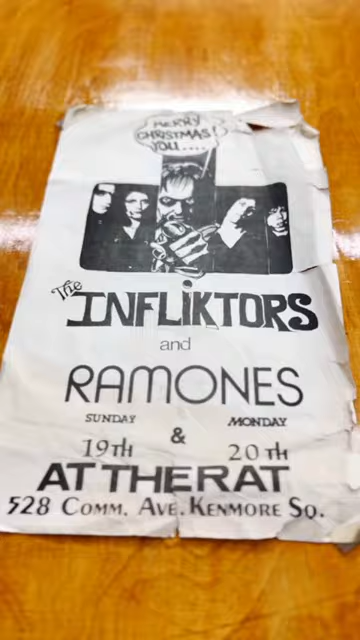 MERRY
CHRISTMAS!
YOU....
The
INFLIKTORS
and
RAMONES
SUNDAY MONDAY
19TH & 20TH
AT THE RAT
528 COMM. AVE. KENMORE SQ.